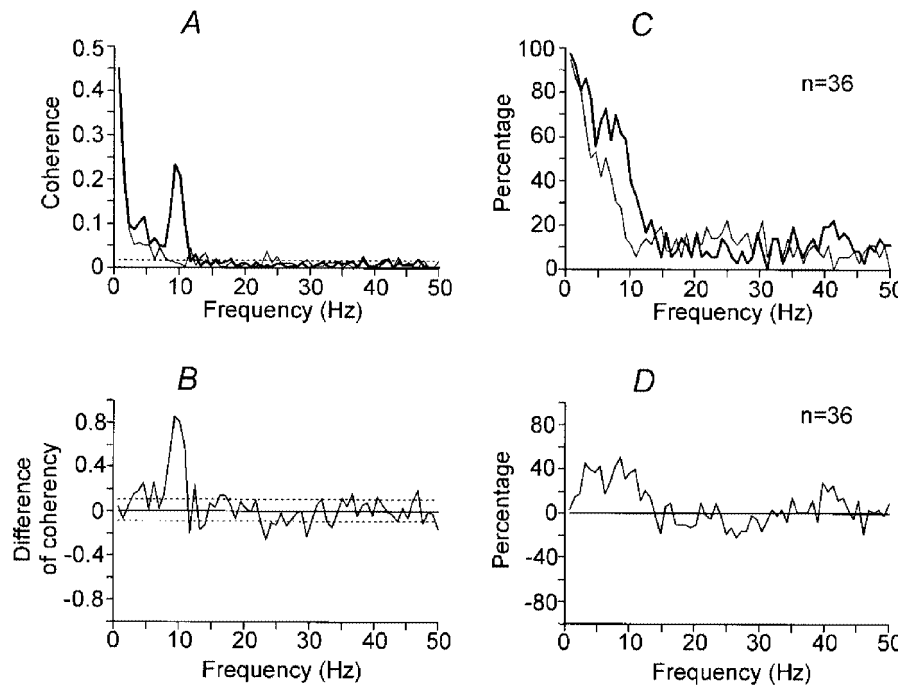 A
Coherence
0.5
0.4
0.3
0.2
0.1
0
0 10 20 30 40 50
Frequency (Hz)
C
n=36
Percentage
100
80
60
40
20
0
0 10 20 30 40 50
Frequency (Hz)
B
Difference
of coherency
0.8
0.4
0
-0.4
-0.8
0 10 20 30 40 50
Frequency (Hz)
D
n=36
Percentage
80
40
0
-40
-80
0 10 20 30 40 50
Frequency (Hz)